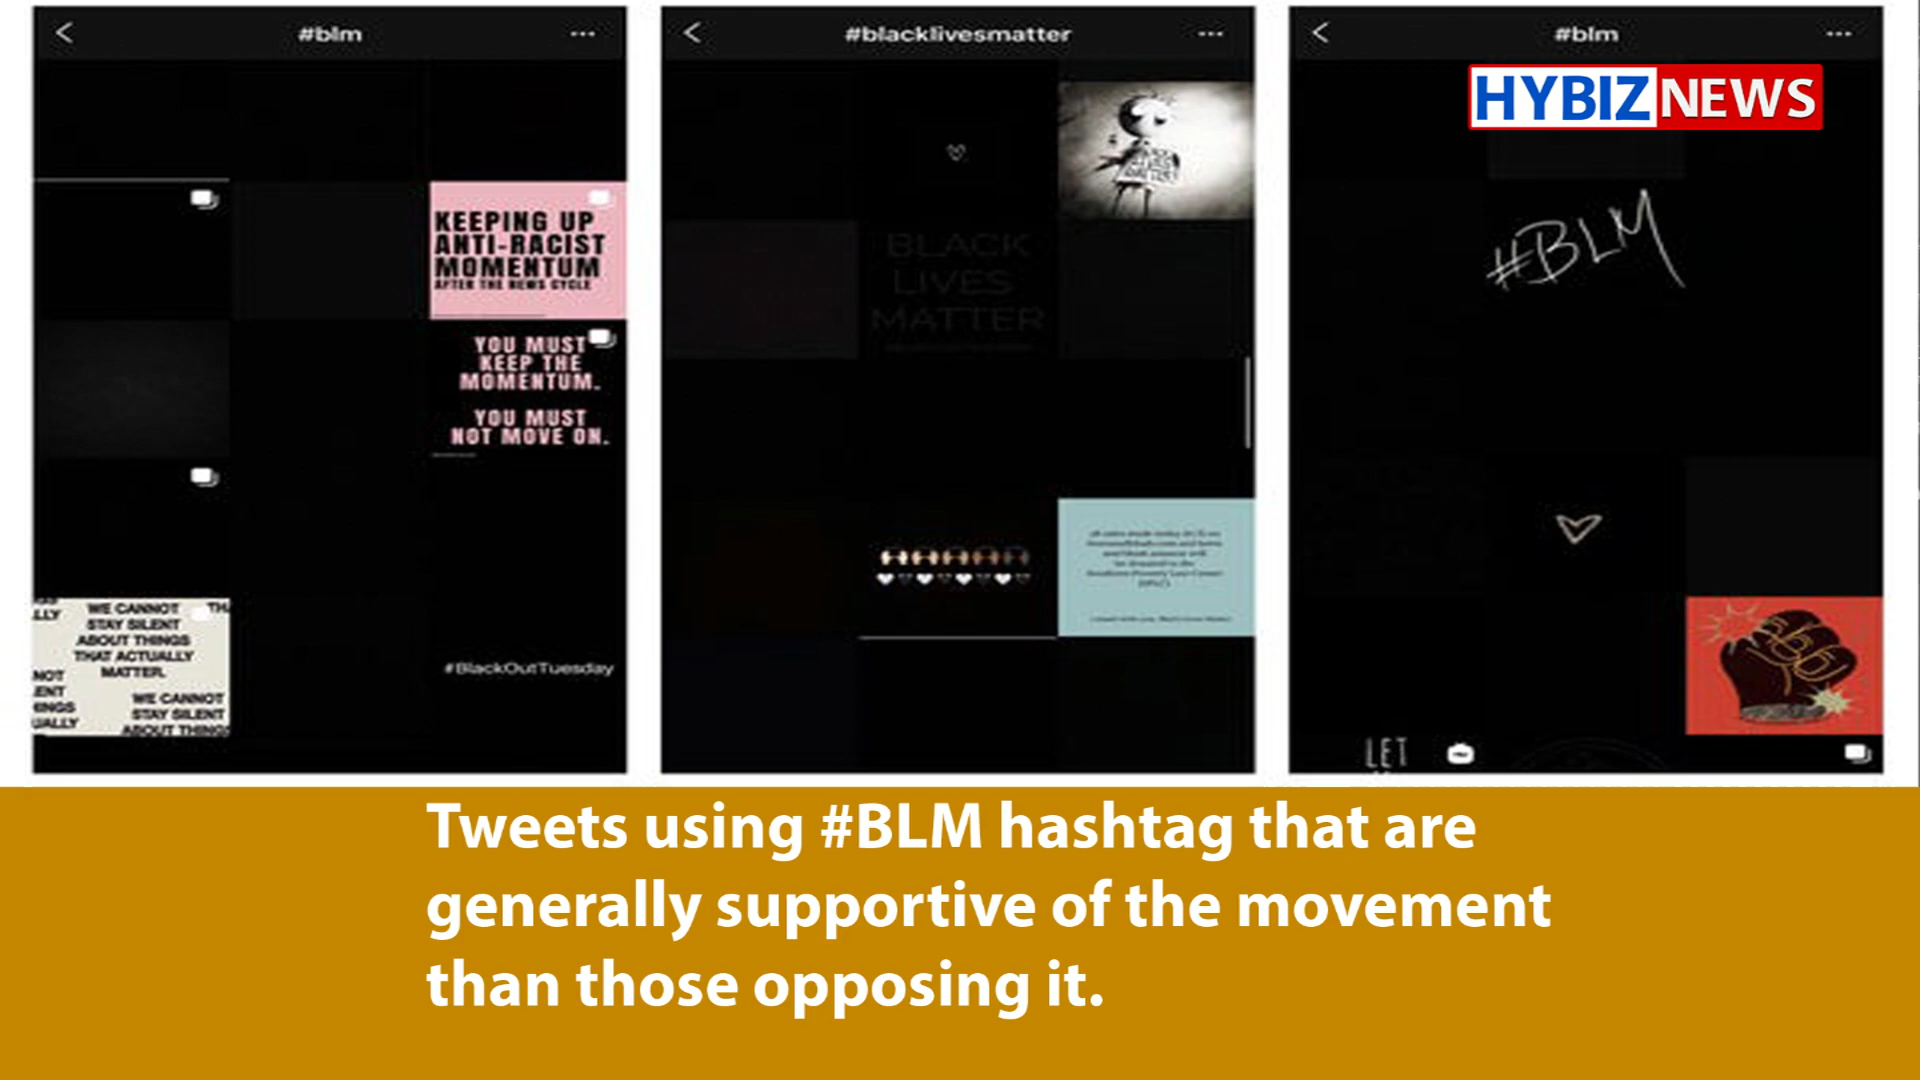 #blm
KEEPING UP
ANTI-RACIST
MOMENTUM
AFTER THE NEWS CYCLE
YOU MUST
KEEP THE
MOMENTUM.
YOU MUST
NOT MOVE ON.
WE CANNOT
STAY SILENT
ABOUT THINGS
THAT ACTUALLY
MATTER.
WE CANNOT
STAY SILENT
ABOUT THINGS
#BlackOutTuesday
#blacklivesmatter
BLACK
LIVES
MATTER
#blm
HYBIZ NEWS
#BLM
LET
Tweets using #BLM hashtag that are
generally supportive of the movement
than those opposing it.